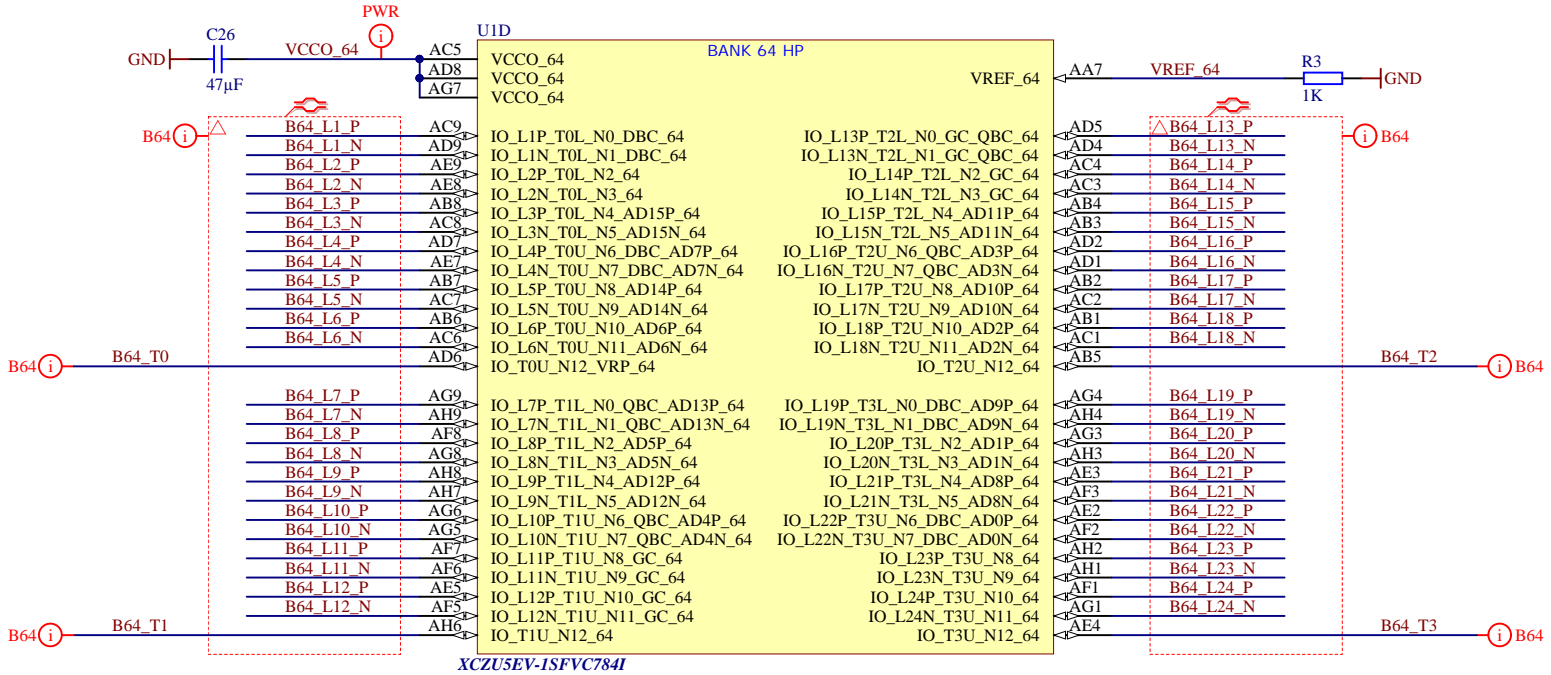 PWR
C26
U1D
GND
VCCO_64
AC5
VCCO_64
BANK 64 HP
47µF
AD8
VCCO_64
AG7
VCCO_64
VREF_64
AA7
VREF_64
R3
1K
GND
B64
B64_L1_P AC9 IO_L1P_T0L_N0_DBC_64
B64_L1_N AD9 IO_L1N_T0L_N1_DBC_64
B64_L2_P AE9 IO_L2P_T0L_N2_64
B64_L2_N AE8 IO_L2N_T0L_N3_64
B64_L3_P AB8 IO_L3P_T0L_N4_AD15P_64
B64_L3_N AC8 IO_L3N_T0L_N5_AD15N_64
B64_L4_P AD7 IO_L4P_T0U_N6_DBC_AD7P_64
B64_L4_N AE7 IO_L4N_T0U_N7_DBC_AD7N_64
B64_L5_P AB7 IO_L5P_T0U_N8_AD14P_64
B64_L5_N AC7 IO_L5N_T0U_N9_AD14N_64
B64_L6_P AB6 IO_L6P_T0U_N10_AD6P_64
B64_L6_N AC6 IO_L6N_T0U_N11_AD6N_64
B64 i B64_T0 AD6 IO_T0U_N12_VRP_64
B64_L7_P AG9 IO_L7P_T1L_N0_QBC_AD13P_64
B64_L7_N AH9 IO_L7N_T1L_N1_QBC_AD13N_64
B64_L8_P AF8 IO_L8P_T1L_N2_AD5P_64
B64_L8_N AG8 IO_L8N_T1L_N3_AD5N_64
B64_L9_P AH8 IO_L9P_T1L_N4_AD12P_64
B64_L9_N AH7 IO_L9N_T1L_N5_AD12N_64
B64_L10_P AG6 IO_L10P_T1U_N6_QBC_AD4P_64
B64_L10_N AG5 IO_L10N_T1U_N7_QBC_AD4N_64
B64_L11_P AF7 IO_L11P_T1U_N8_GC_64
B64_L11_N AF6 IO_L11N_T1U_N9_GC_64
B64_L12_P AE5 IO_L12P_T1U_N10_GC_64
B64_L12_N AF5 IO_L12N_T1U_N11_GC_64
B64 i B64_T1 AH6 IO_T1U_N12_64
IO_L13P_T2L_N0_GC_QBC_64 AD5 B64_L13_P i B64
IO_L13N_T2L_N1_GC_QBC_64 AD4 B64_L13_N
IO_L14P_T2L_N2_GC_64 AC4 B64_L14_P
IO_L14N_T2L_N3_GC_64 AC3 B64_L14_N
IO_L15P_T2L_N4_AD11P_64 AB4 B64_L15_P
IO_L15N_T2L_N5_AD11N_64 AB3 B64_L15_N
IO_L16P_T2U_N6_QBC_AD3P_64 AD2 B64_L16_P
IO_L16N_T2U_N7_QBC_AD3N_64 AD1 B64_L16_N
IO_L17P_T2U_N8_AD10P_64 AB2 B64_L17_P
IO_L17N_T2U_N9_AD10N_64 AC2 B64_L17_N
IO_L18P_T2U_N10_AD2P_64 AB1 B64_L18_P
IO_L18N_T2U_N11_AD2N_64 AC1 B64_L18_N
IO_T2U_N12_64 AB5 B64_T2 i B64
IO_L19P_T3L_N0_DBC_AD9P_64 AG4 B64_L19_P
IO_L19N_T3L_N1_DBC_AD9N_64 AH4 B64_L19_N
IO_L20P_T3L_N2_AD1P_64 AG3 B64_L20_P
IO_L20N_T3L_N3_AD1N_64 AH3 B64_L20_N
IO_L21P_T3L_N4_AD8P_64 AE3 B64_L21_P
IO_L21N_T3L_N5_AD8N_64 AF3 B64_L21_N
IO_L22P_T3U_N6_DBC_AD0P_64 AE2 B64_L22_P
IO_L22N_T3U_N7_DBC_AD0N_64 AF2 B64_L22_N
IO_L23P_T3U_N8_64 AH2 B64_L23_P
IO_L23N_T3U_N9_64 AH1 B64_L23_N
IO_L24P_T3U_N10_64 AF1 B64_L24_P
IO_L24N_T3U_N11_64 AG1 B64_L24_N
IO_T3U_N12_64 AE4 B64_T3 i B64
XCZU5EV-1SFVC784I